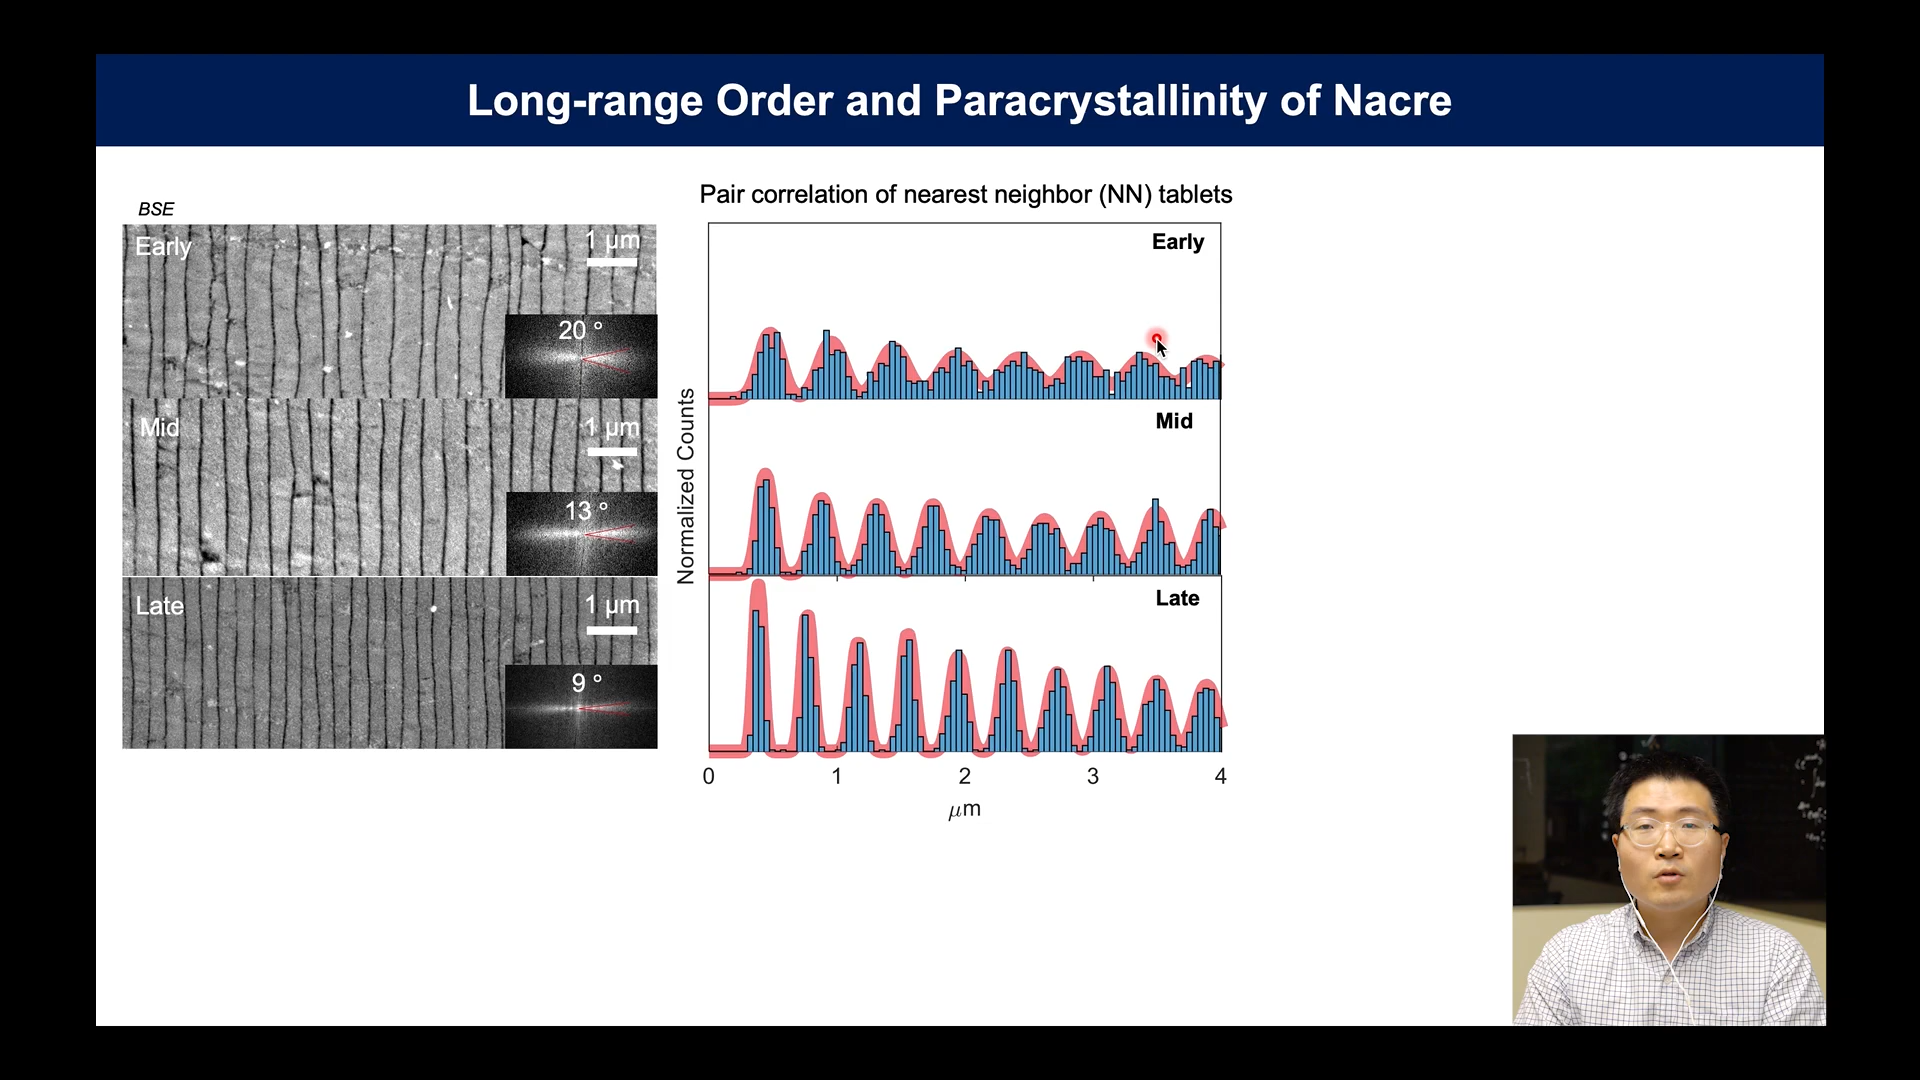 Long-range Order and Paracrystallinity of Nacre
BSE
Early
1 μm
20 °
Mid
1 μm
13 °
Late
1 μm
9 °
Pair correlation of nearest neighbor (NN) tablets
Normalized Counts
Early
Mid
Late
0 1 2 3 4
μm